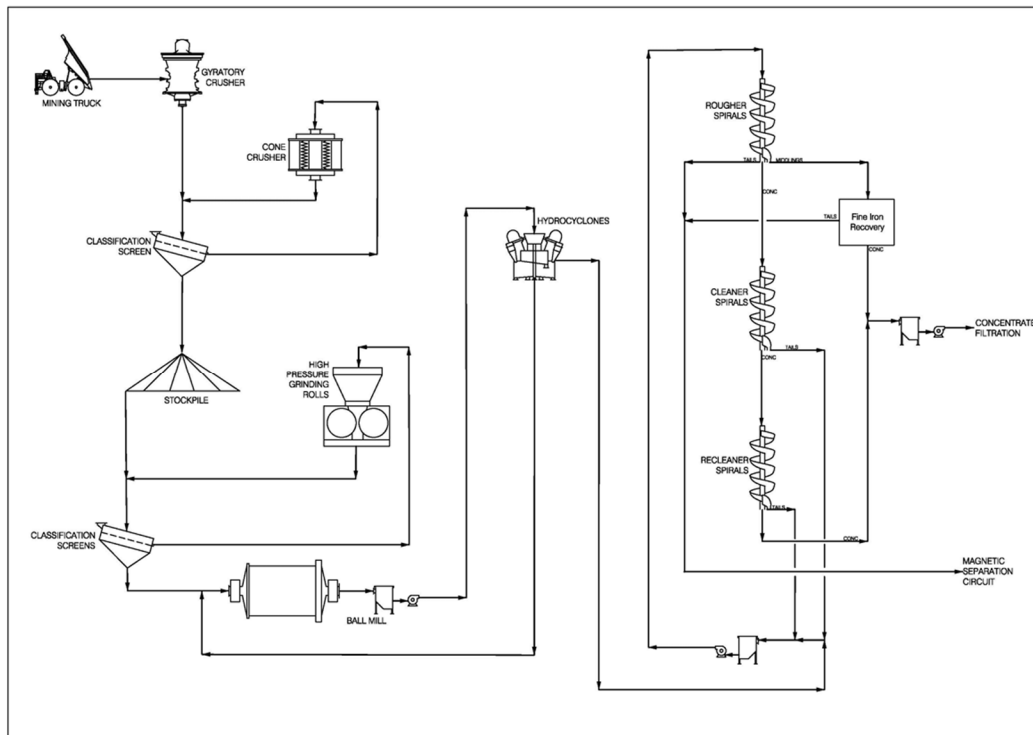 MINING TRUCK
GYRATORY
CRUSHER
CONE
CRUSHER
CLASSIFICATION
SCREEN
STOCKPILE
HIGH
PRESSURE
GRINDING
ROLLS
CLASSIFICATION
SCREENS
BALL MILL
HYDROCYCLONES
ROUGHER
SPIRALS
TAILS
MIDDLINGS
CONC
TAILS
Fine Iron
Recovery
CONC
CLEANER
SPIRALS
TAILS
CONC
CONCENTRATE
FILTRATION
RECLEANER
SPIRALS
TAILS
CONC
MAGNETIC
SEPARATION
CIRCUIT